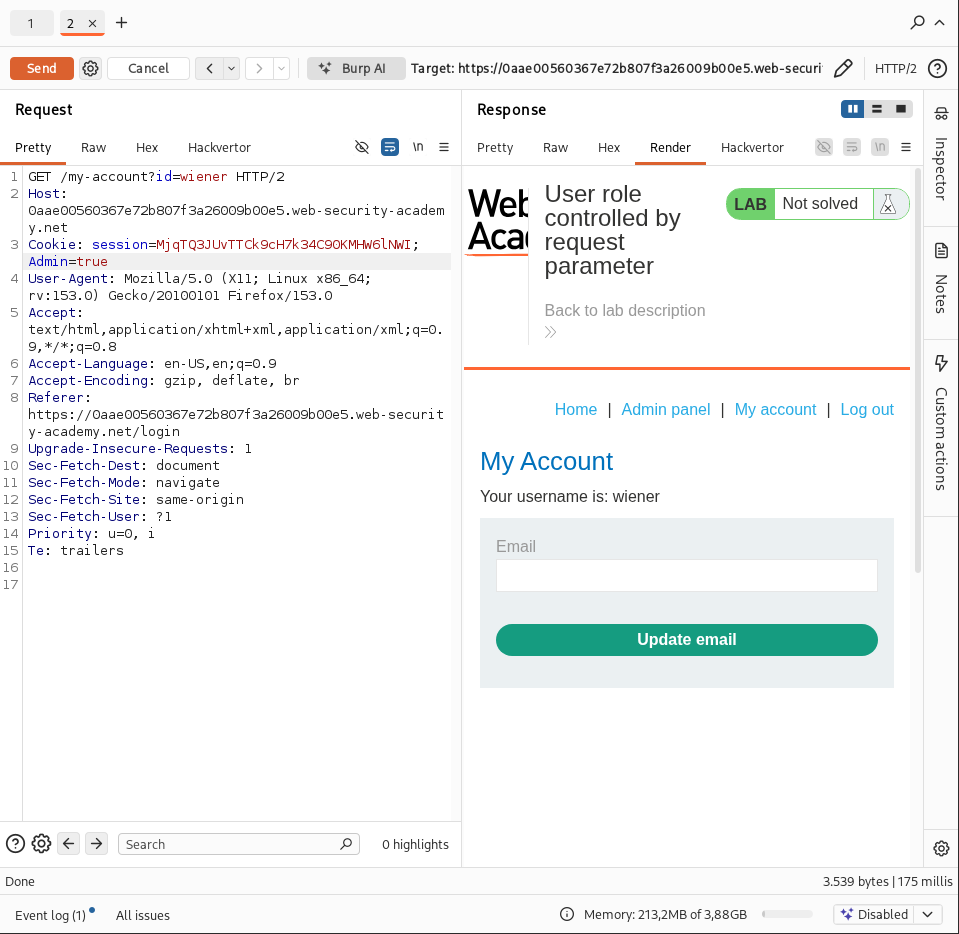 1
2
Send
Cancel
Burp AI
Target: https://0aae00560367e72b807f3a26009b00e5.web-securi
HTTP/2
Request
Pretty
Raw
Hex
Hackvertor
\n
1 GET /my-account?id=wiener HTTP/2
2 Host:
0aae00560367e72b807f3a26009b00e5.web-security-academ
y.net
3 Cookie: session=MjqTQ3JUvTTCk9cH7k34C9OKMHW6lNWI;
Admin=true
4 User-Agent: Mozilla/5.0 (X11; Linux x86_64;
rv:153.0) Gecko/20100101 Firefox/153.0
5 Accept:
text/html,application/xhtml+xml,application/xml;q=0.
9,*/*;q=0.8
6 Accept-Language: en-US,en;q=0.9
7 Accept-Encoding: gzip, deflate, br
8 Referer:
https://0aae00560367e72b807f3a26009b00e5.web-securit
y-academy.net/login
9 Upgrade-Insecure-Requests: 1
10 Sec-Fetch-Dest: document
11 Sec-Fetch-Mode: navigate
12 Sec-Fetch-Site: same-origin
13 Sec-Fetch-User: ?1
14 Priority: u=0, i
15 Te: trailers
16
17
Search
0 highlights
Response
Pretty
Raw
Hex
Render
Hackvertor
\n
Web
Aca
User role
controlled by
request
parameter
Back to lab description
LAB
Not solved
Home | Admin panel | My account | Log out
My Account
Your username is: wiener
Email
Update email
Inspector
Notes
Custom actions
Done
3.539 bytes | 175 millis
Event log (1)
All issues
Memory: 213,2MB of 3,88GB
Disabled